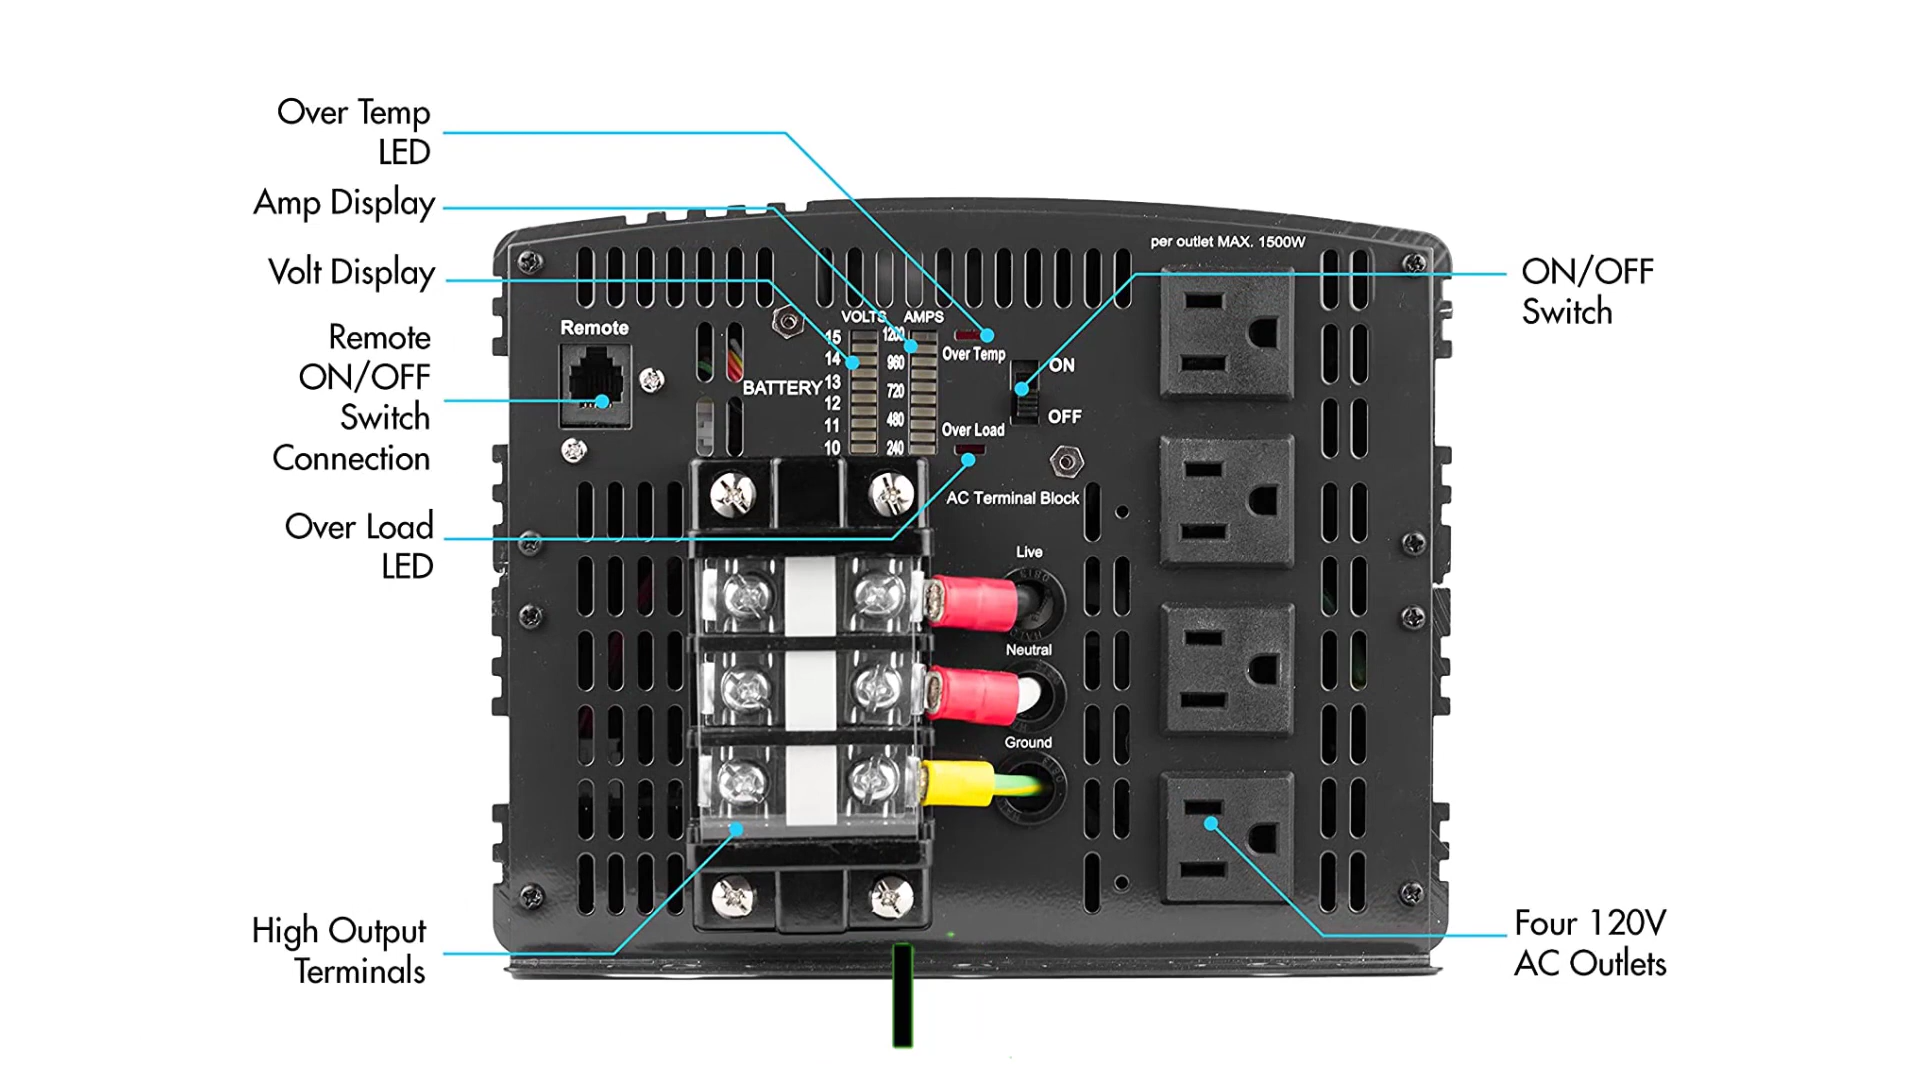 Over Temp
LED
Amp Display
Volt Display
Remote
ON/OFF
Switch
Connection
Over Load
LED
High Output
Terminals
ON/OFF
Switch
Four 120V
AC Outlets
per outlet MAX. 1500W
Remote
VOLTS
AMPS
BATTERY
15
14
13
12
11
10
1200
960
720
480
240
Over Temp
ON
OFF
Over Load
AC Terminal Block
Live
Neutral
Ground